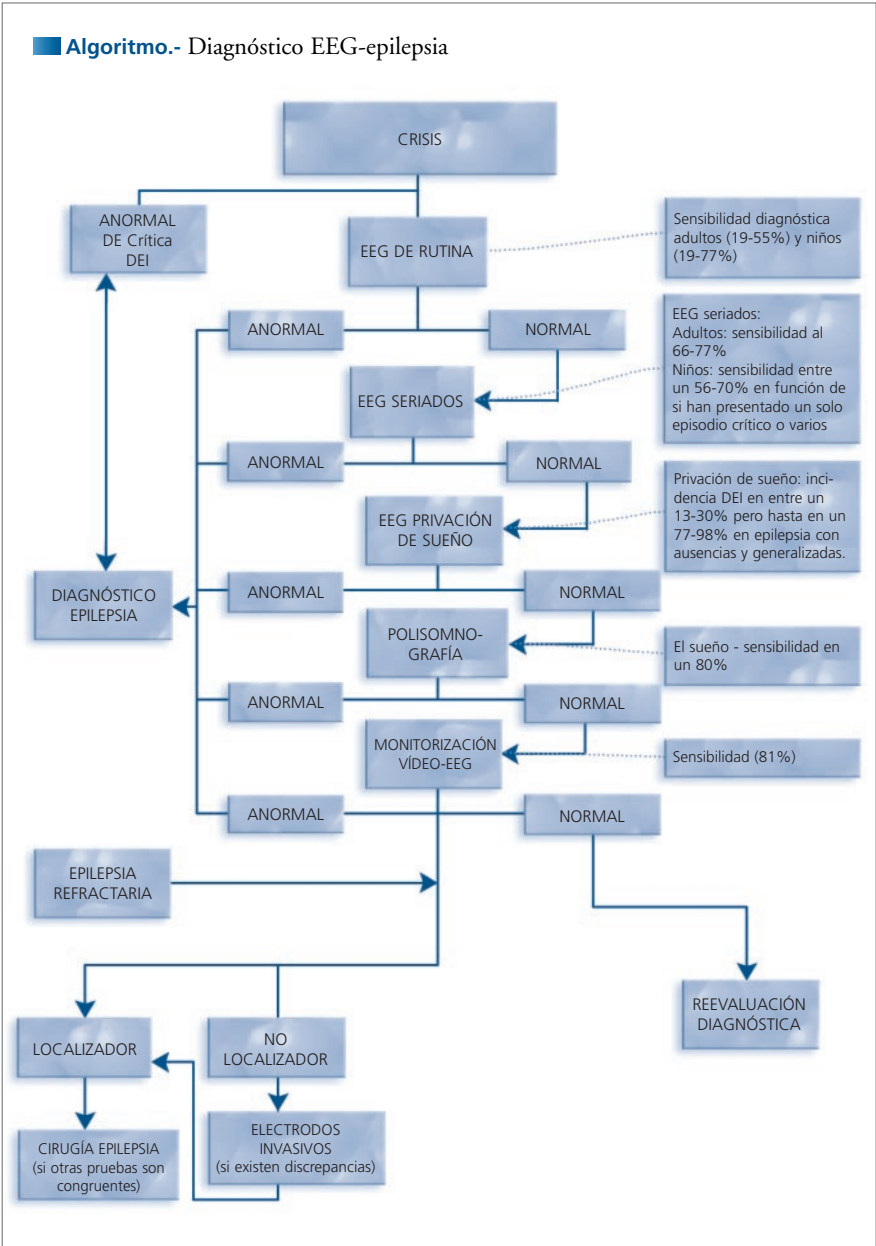 Algoritmo.- Diagnóstico EEG-epilepsia
CRISIS
ANORMAL
DE Crítica
DEI
EEG DE RUTINA
Sensibilidad diagnóstica
adultos (19-55%) y niños
(19-77%)
ANORMAL
NORMAL
EEG seriados:
Adultos: sensibilidad al
66-77%
Niños: sensibilidad entre
un 56-70% en función de
si han presentado un solo
episodio crítico o varios
EEG SERIADOS
ANORMAL
NORMAL
Privación de sueño: inci-
dencia DEI en entre un
13-30% pero hasta en un
77-98% en epilepsia con
ausencias y generalizadas.
EEG PRIVACIÓN
DE SUEÑO
DIAGNÓSTICO
EPILEPSIA
ANORMAL
NORMAL
POLISOMNO-
GRAFÍA
El sueño - sensibilidad en
un 80%
ANORMAL
NORMAL
MONITORIZACIÓN
VÍDEO-EEG
Sensibilidad (81%)
ANORMAL
NORMAL
EPILEPSIA
REFRACTARIA
REEVALUACIÓN
DIAGNÓSTICA
LOCALIZADOR
NO
LOCALIZADOR
CIRUGÍA EPILEPSIA
(si otras pruebas son
congruentes)
ELECTRODOS
INVASIVOS
(si existen discrepancias)